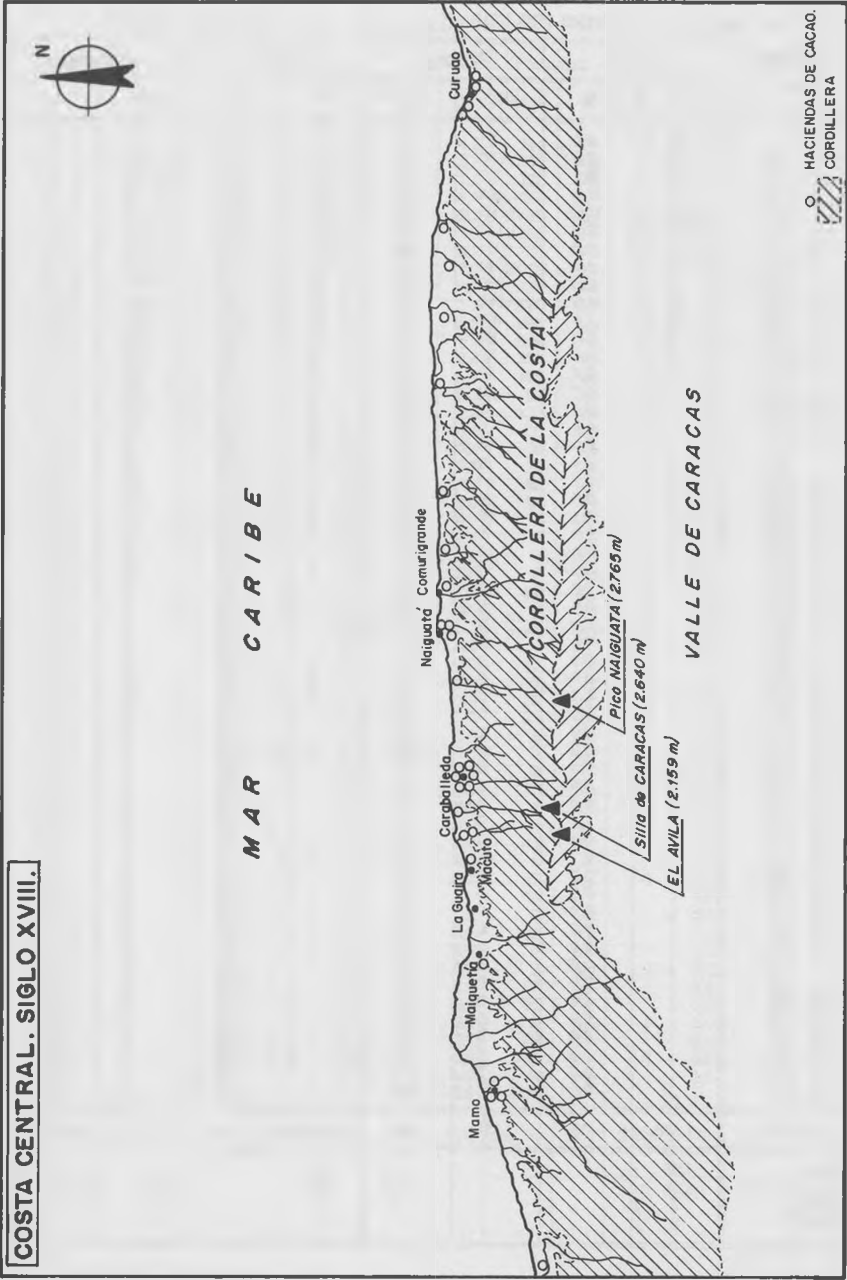 COSTA CENTRAL. SIGLO XVIII.
N
MAR CARIBE
Mamo
Maiquetía
La Guaira
Macuto
Caraballeda
Naiguatá
Comurigrande
Curuao
CORDILLERA DE LA COSTA
Pico NAIGUATA (2.765 m)
Silla de CARACAS (2.640 m)
EL AVILA (2.159 m)
VALLE DE CARACAS
HACIENDAS DE CACAO.
CORDILLERA